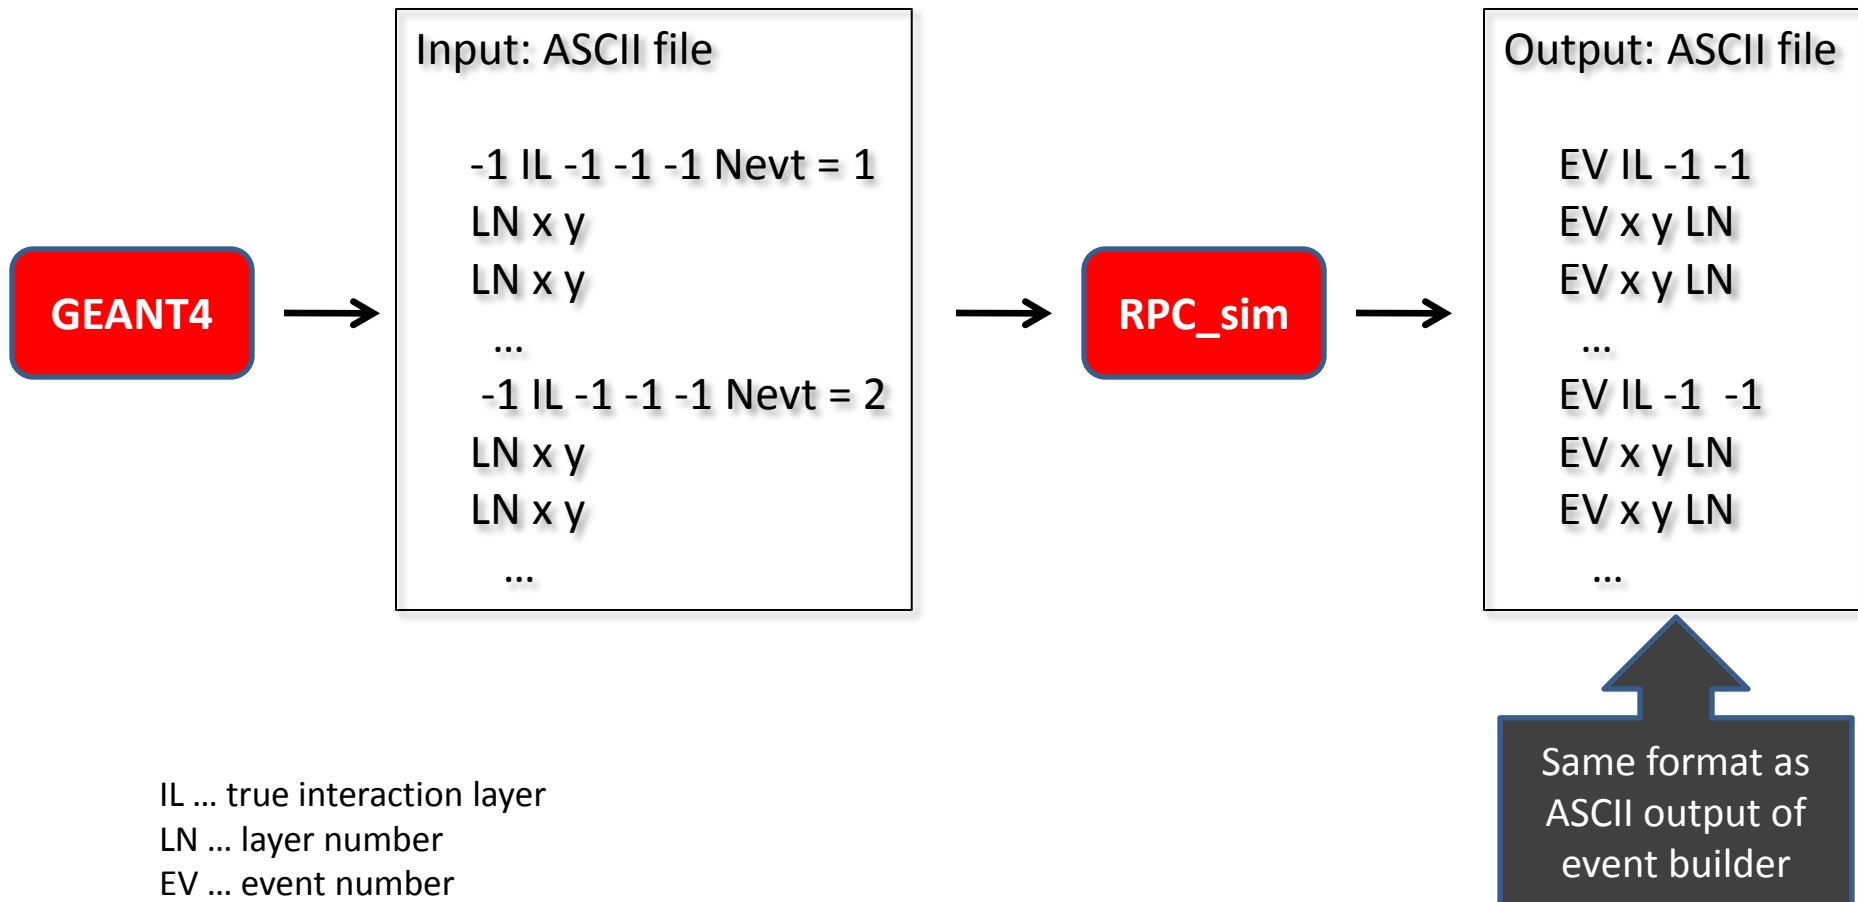 GEANT4
Input: ASCII file
-1 IL -1 -1 -1 Nevt = 1
LN x y
LN x y
...
-1 IL -1 -1 -1 Nevt = 2
LN x y
LN x y
...
RPC_sim
Output: ASCII file
EV IL -1 -1
EV x y LN
EV x y LN
...
EV IL -1  -1
EV x y LN
EV x y LN
...
Same format as
ASCII output of
event builder
IL ... true interaction layer
LN ... layer number
EV ... event number